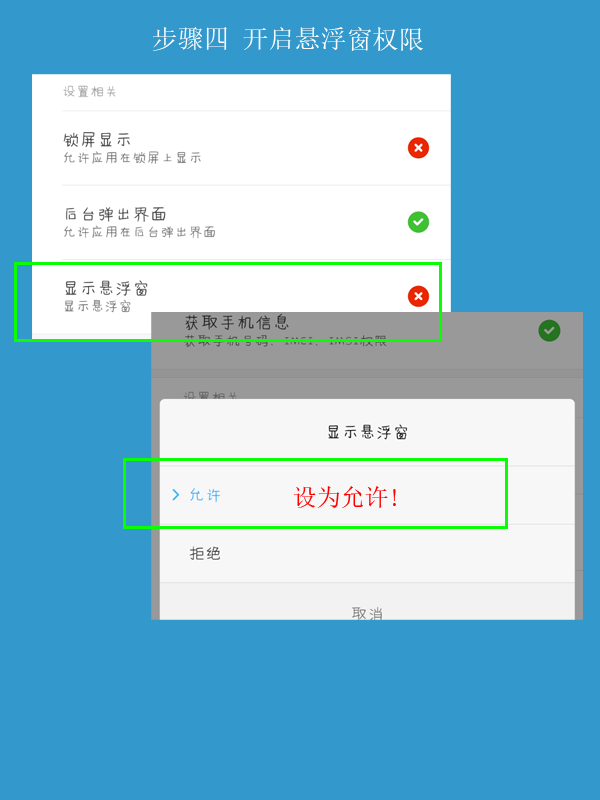 步骤四 开启悬浮窗权限
设置相关
锁屏显示
允许应用在锁屏上显示
后台弹出界面
允许应用在后台弹出界面
显示悬浮窗
显示悬浮窗
获取手机信息
获取手机号码、IMEI、IMSI权限
设置相关
显示悬浮窗
允许
设为允许!
拒绝
取消